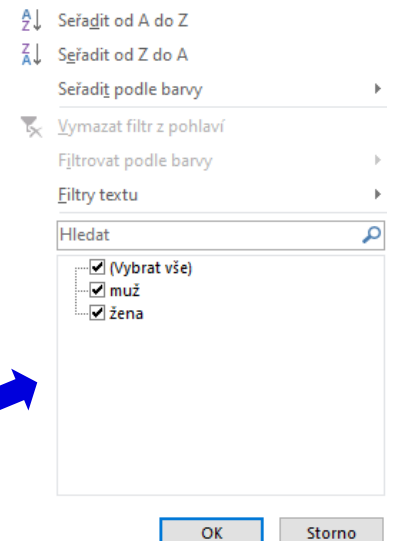 Seřadit od A do Z
Seřadit od Z do A
Seřadit podle barvy
Vymazat filtr z pohlaví
Filtrovat podle barvy
Filtry textu
Hledat
(Vybrat vše)
muž
žena
OK Storno